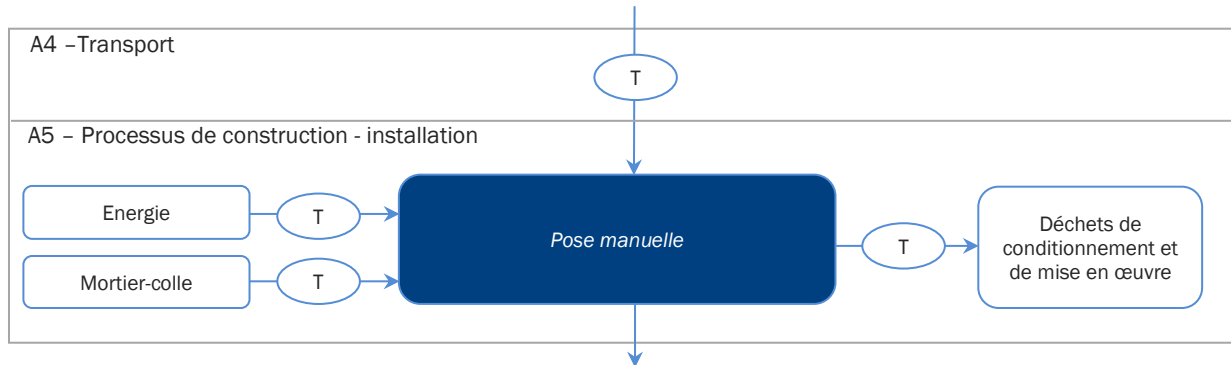 A4 –Transport
T
A5 – Processus de construction - installation
Energie
T
Mortier-colle
T
Pose manuelle
T
Déchets de
conditionnement et
de mise en œuvre